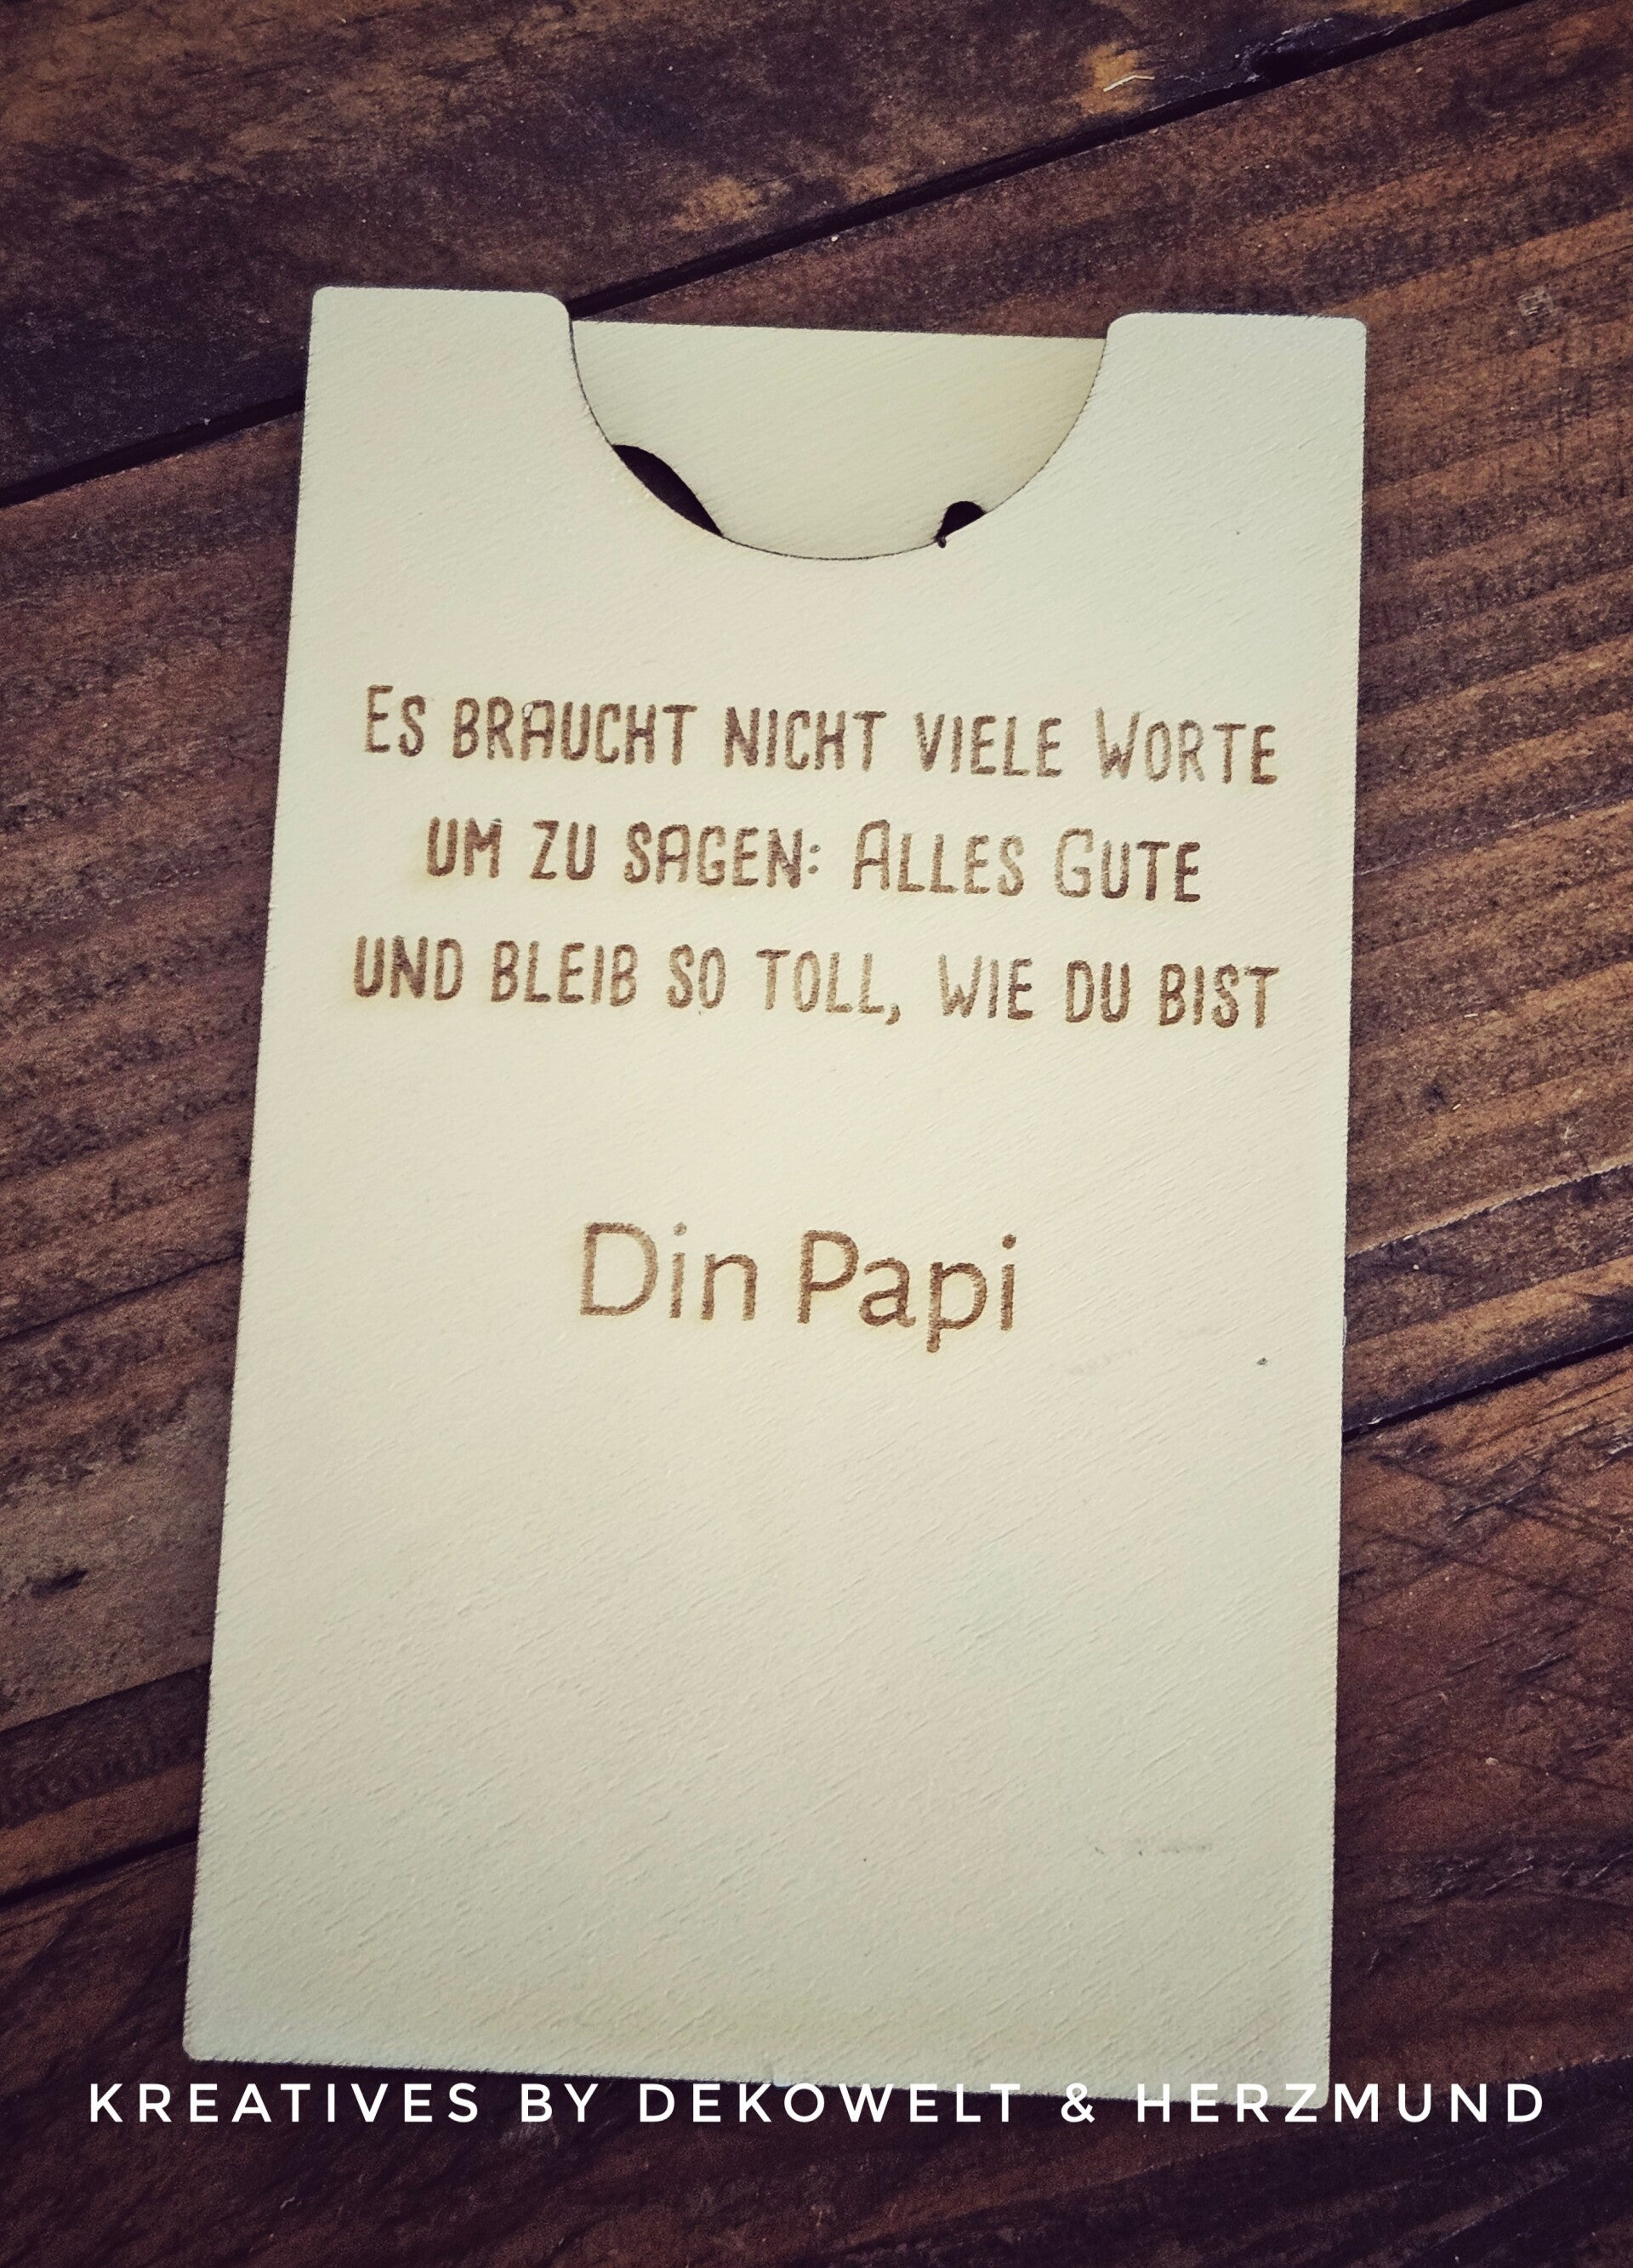 Es braucht nicht viele Worte
um zu sagen: Alles Gute
und bleib so toll, wie du bist
Din Papi
KREATIVES BY DEKOWELT & HERZMUND